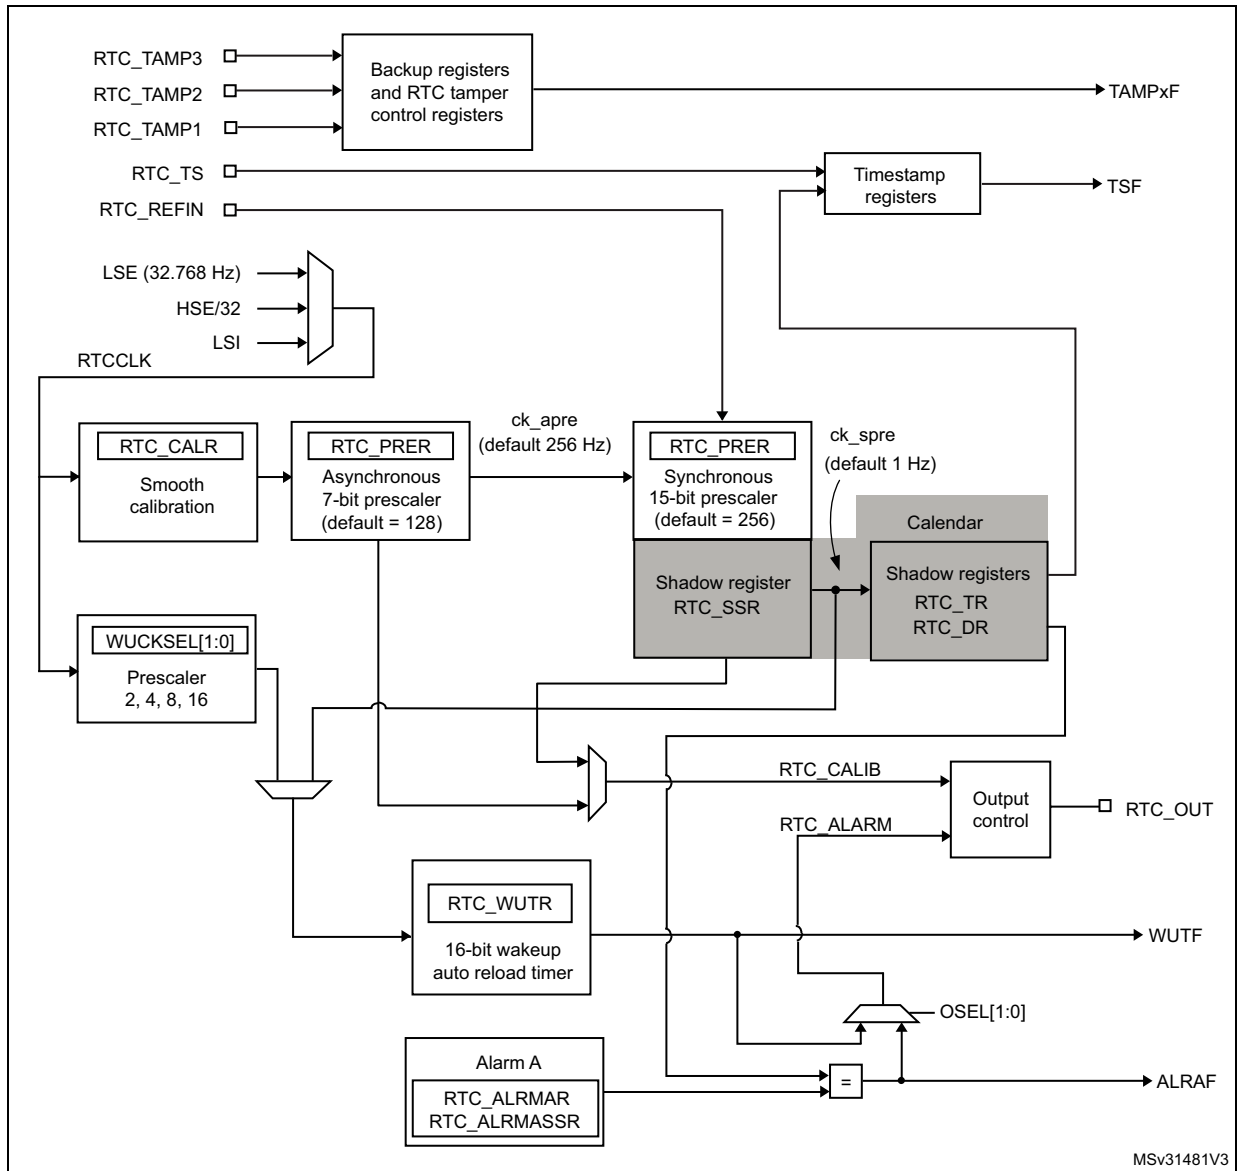 RTC_TAMP3
RTC_TAMP2
RTC_TAMP1
Backup registers
and RTC tamper
control registers
TAMPxF
RTC_TS
RTC_REFIN
Timestamp
registers
TSF
LSE (32.768 Hz)
HSE/32
LSI
RTCCLK
RTC_CALR
Smooth
calibration
RTC_PRER
Asynchronous
7-bit prescaler
(default = 128)
ck_apre
(default 256 Hz)
RTC_PRER
Synchronous
15-bit prescaler
(default = 256)
ck_spre
(default 1 Hz)
Calendar
Shadow register
RTC_SSR
Shadow registers
RTC_TR
RTC_DR
WUCKSEL[1:0]
Prescaler
2, 4, 8, 16
RTC_CALIB
RTC_ALARM
Output
control
RTC_OUT
RTC_WUTR
16-bit wakeup
auto reload timer
WUTF
OSEL[1:0]
Alarm A
RTC_ALRMAR
RTC_ALRMASSR
=
ALRAF
MSv31481V3